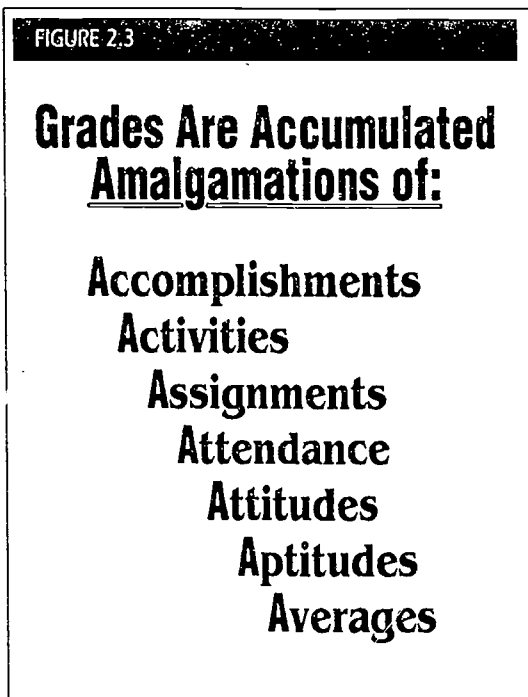 FIGURE 2.3
Grades Are Accumulated
Amalgamations of:
Accomplishments
Activities
Assignments
Attendance
Attitudes
Aptitudes
Averages